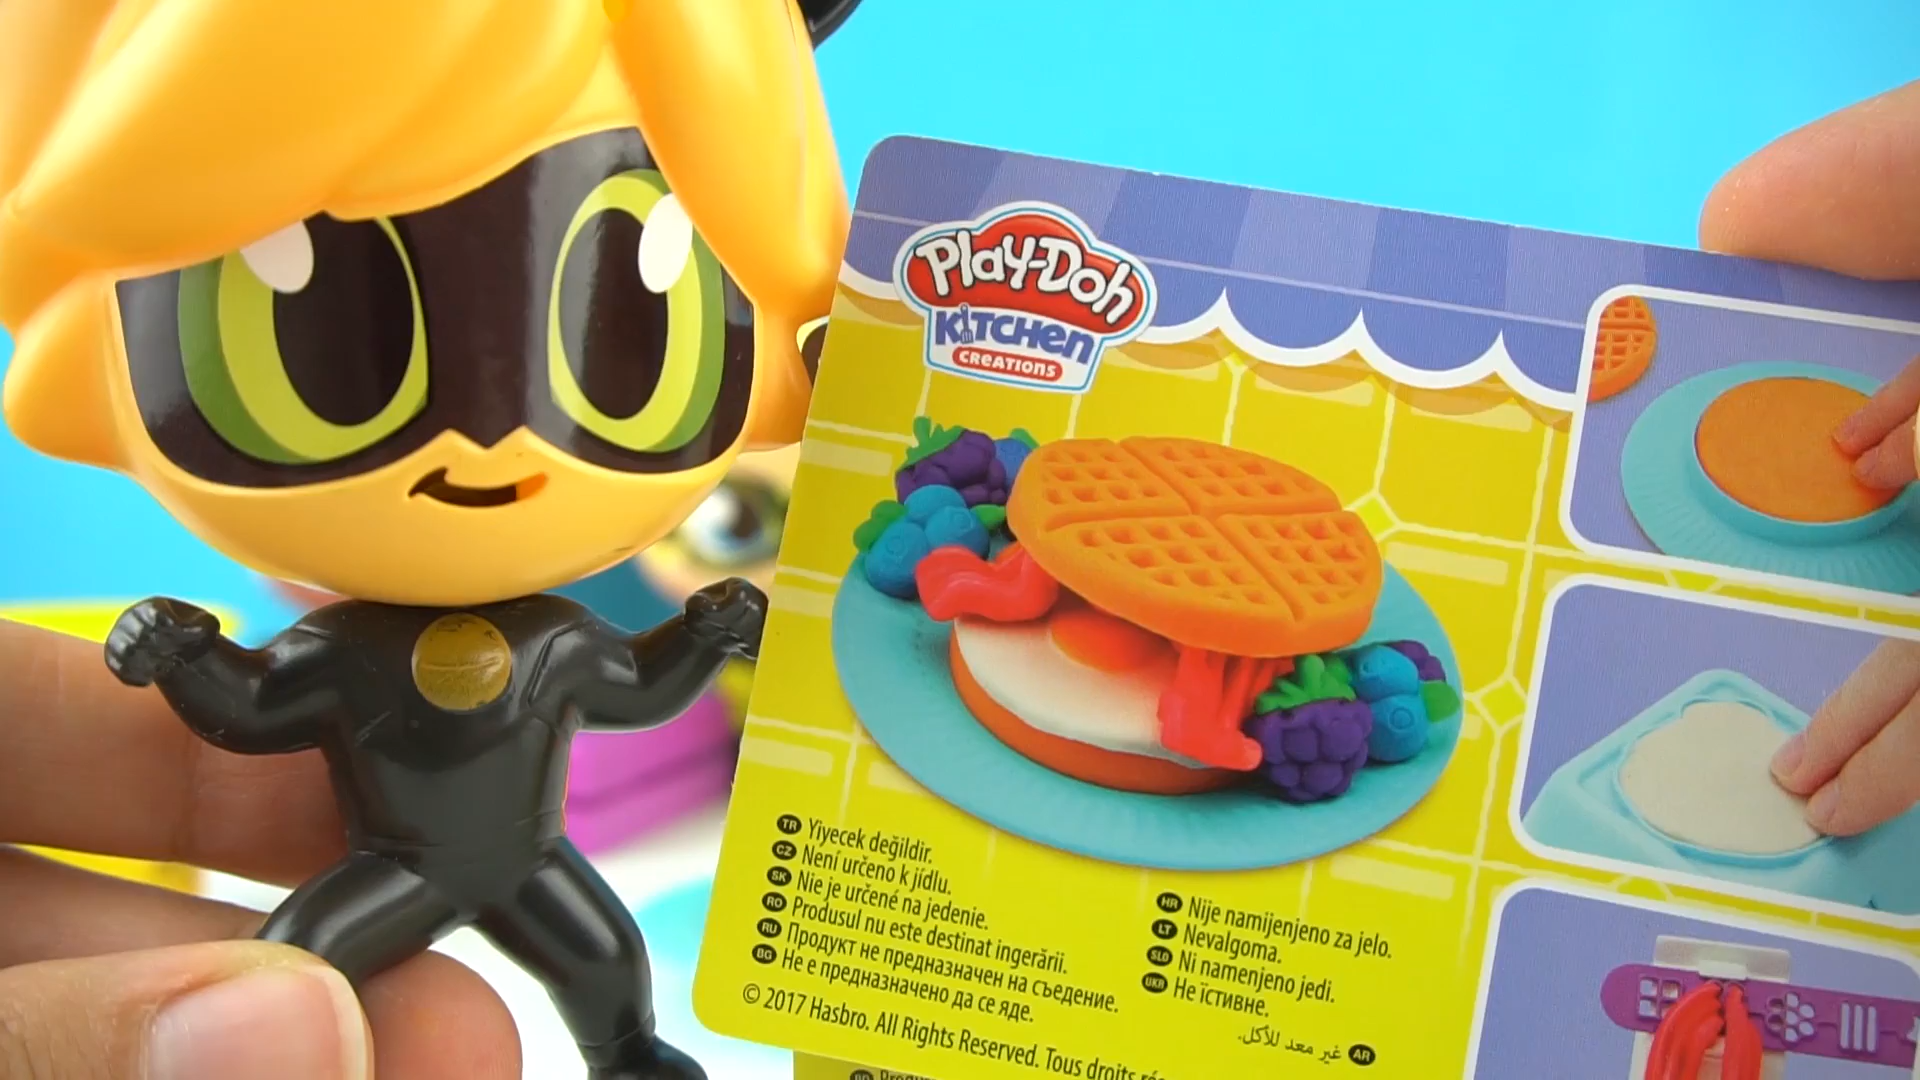 Play-Doh
KITCHEN
CREATIONS
TR Yiyecek değildir.
CZ Není určeno k jídlu.
SK Nie je určené na jedenie.
RO Produsul nu este destinat ingerării.
RU Продукт не предназначен на съедение.
BG Не е предназначено да се яде.
HR Nije namijenjeno za jelo.
LT Nevalgoma.
SLO Ni namenjeno jedi.
UKR Не їстивне.
AR غير معد للأكل.
© 2017 Hasbro. All Rights Reserved. Tous droits